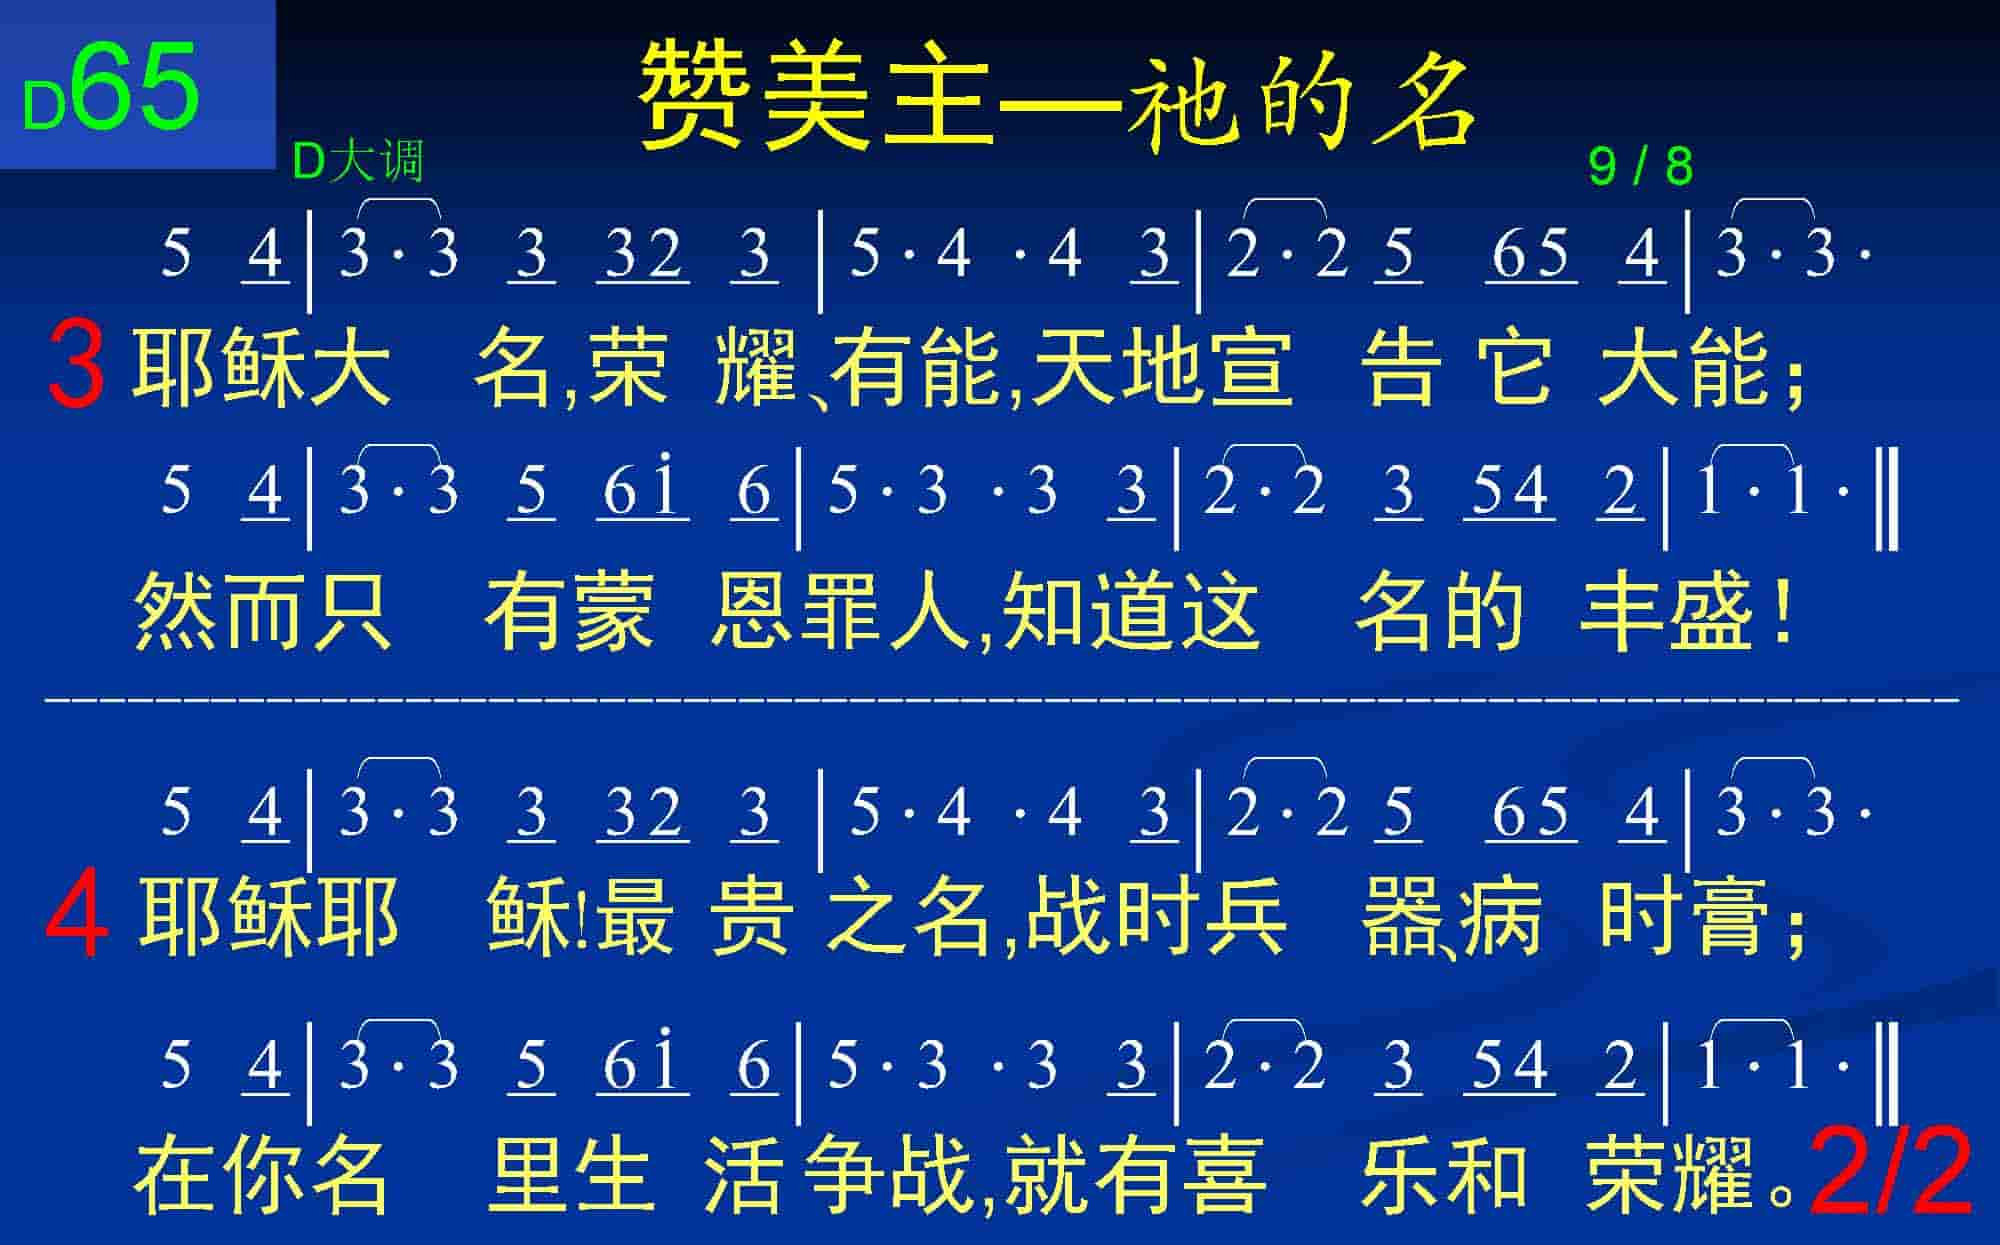 D65
赞美主—祂的名
D大调
9 / 8
5 4 | 3 · 3 3 32 3 | 5 · 4 · 4 3 | 2 · 2 5 65 4 | 3 · 3 ·
3 耶稣大 名,荣 耀、有能,天地宣 告 它 大能;
5 4 | 3 · 3 5 6i 6 | 5 · 3 · 3 3 | 2 · 2 3 54 2 | 1 · 1 · ‖
然而只 有蒙 恩罪人,知道这 名的 丰盛!
5 4 | 3 · 3 3 32 3 | 5 · 4 · 4 3 | 2 · 2 5 65 4 | 3 · 3 ·
4 耶稣耶 稣!最 贵 之名,战时兵 器、病 时膏;
5 4 | 3 · 3 5 6i 6 | 5 · 3 · 3 3 | 2 · 2 3 54 2 | 1 · 1 · ‖
在你名 里生 活争战,就有喜 乐和 荣耀。
2/2